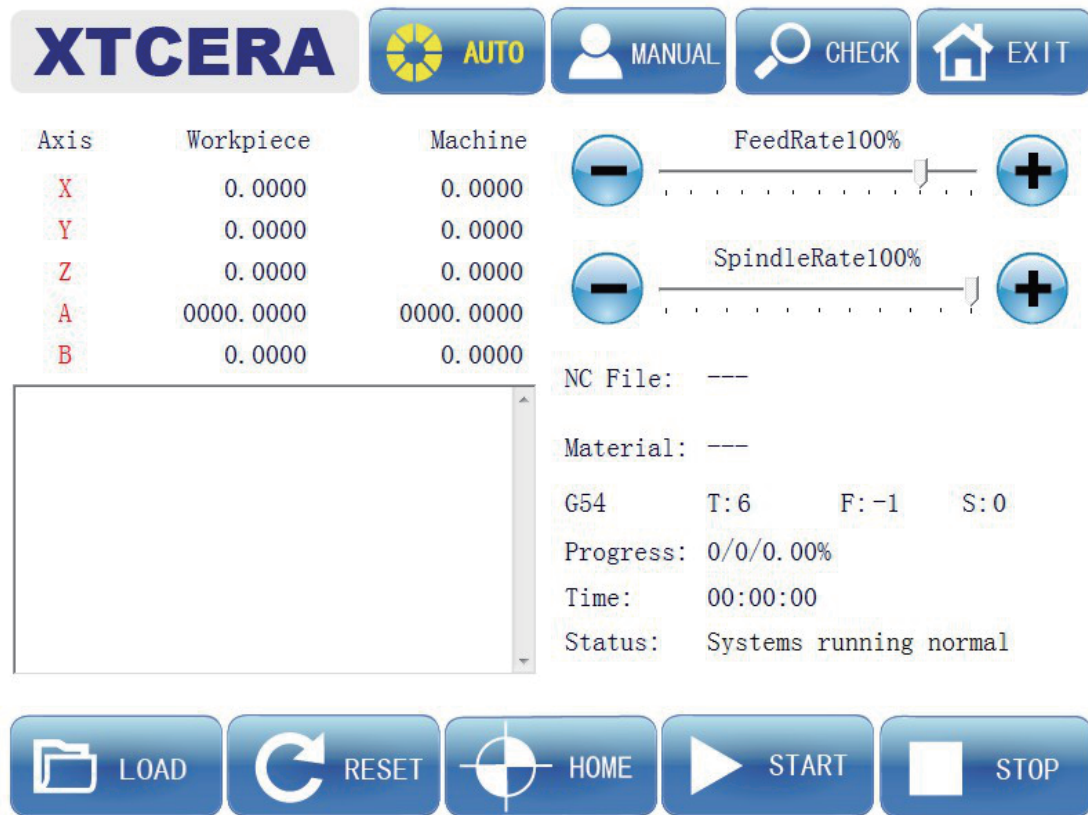 XTCERA AUTO MANUAL CHECK EXIT
Axis Workpiece Machine
X 0.0000 0.0000
Y 0.0000 0.0000
Z 0.0000 0.0000
A 0000.0000 0000.0000
B 0.0000 0.0000
FeedRate100%
SpindleRate100%
NC File: ---
Material: ---
G54 T:6 F:-1 S:0
Progress: 0/0/0.00%
Time: 00:00:00
Status: Systems running normal
LOAD RESET HOME START STOP